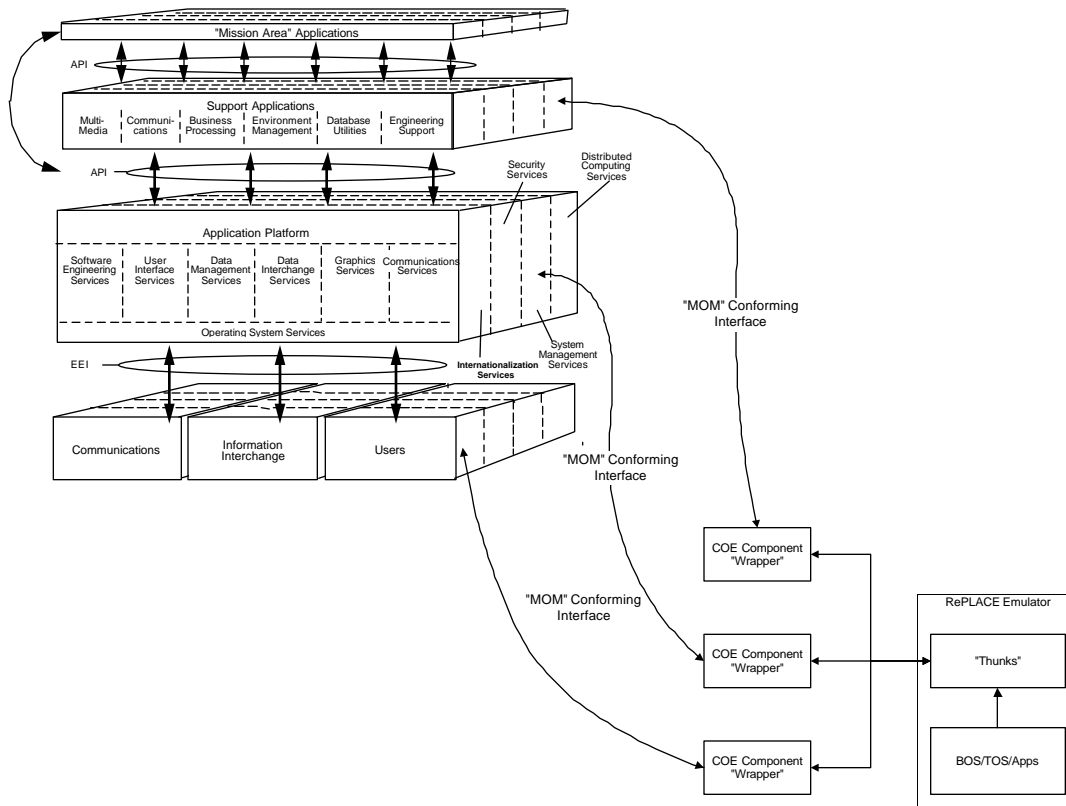 "Mission Area" Applications
API
Support Applications
Multi-
Media
Communi-
cations
Business
Processing
Environment
Management
Database
Utilities
Engineering
Support
API
Security
Services
Distributed
Computing
Services
Application Platform
Software
Engineering
Services
User
Interface
Services
Data
Management
Services
Data
Interchange
Services
Graphics
Services
Communications
Services
Operating System Services
EEI
Internationalization
Services
System
Management
Services
Communications
Information
Interchange
Users
"MOM" Conforming
Interface
"MOM" Conforming
Interface
"MOM" Conforming
Interface
COE Component
"Wrapper"
COE Component
"Wrapper"
COE Component
"Wrapper"
RePLACE Emulator
"Thunks"
BOS/TOS/Apps